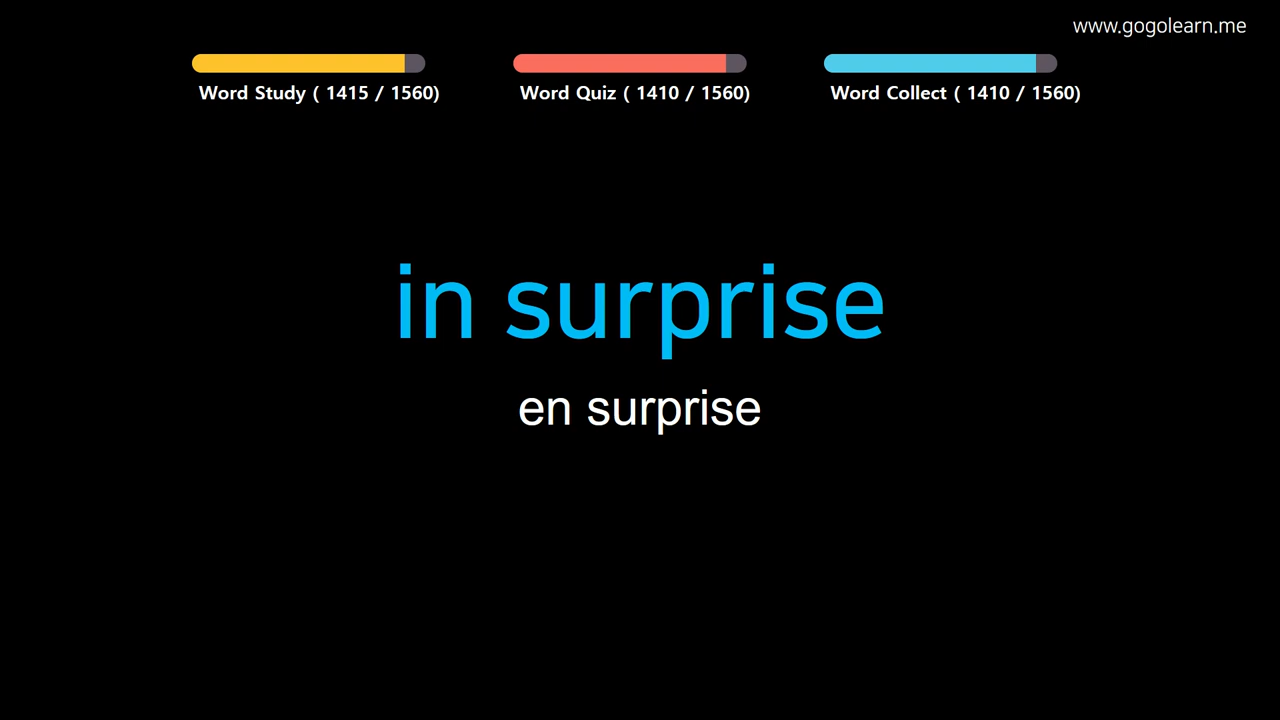 www.gogolearn.me
Word Study ( 1415 / 1560)
Word Quiz ( 1410 / 1560)
Word Collect ( 1410 / 1560)
in surprise
en surprise